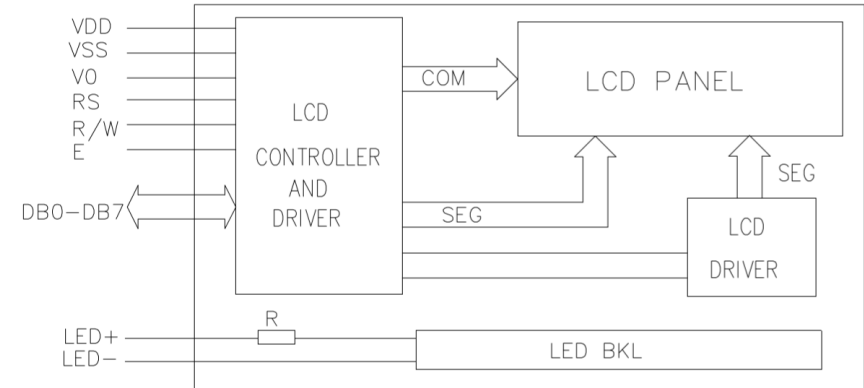 VDD
VSS
VO
RS
R/W
E
DB0-DB7
LCD
CONTROLLER
AND
DRIVER
COM
LCD PANEL
SEG
SEG
LCD
DRIVER
R
LED+
LED-
LED BKL